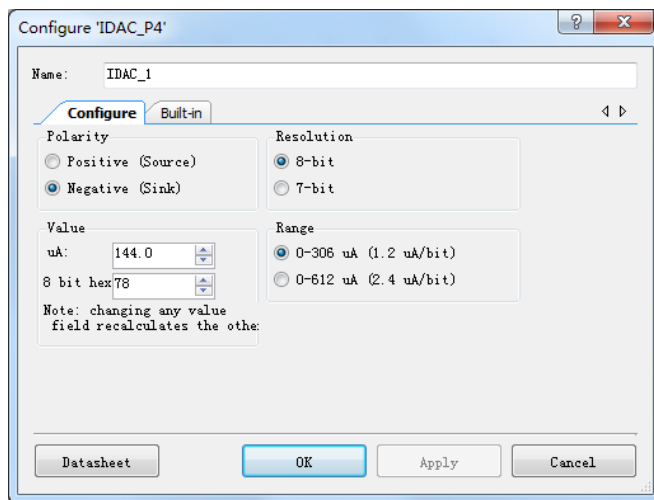 Configure 'IDAC_P4'
Name: IDAC_1
Configure Built-in
Polarity
Positive (Source)
Negative (Sink)
Resolution
8-bit
7-bit
Value
uA: 144.0
8 bit hex 78
Note: changing any value
field recalculates the othe
Range
0-306 uA (1.2 uA/bit)
0-612 uA (2.4 uA/bit)
Datasheet OK Apply Cancel